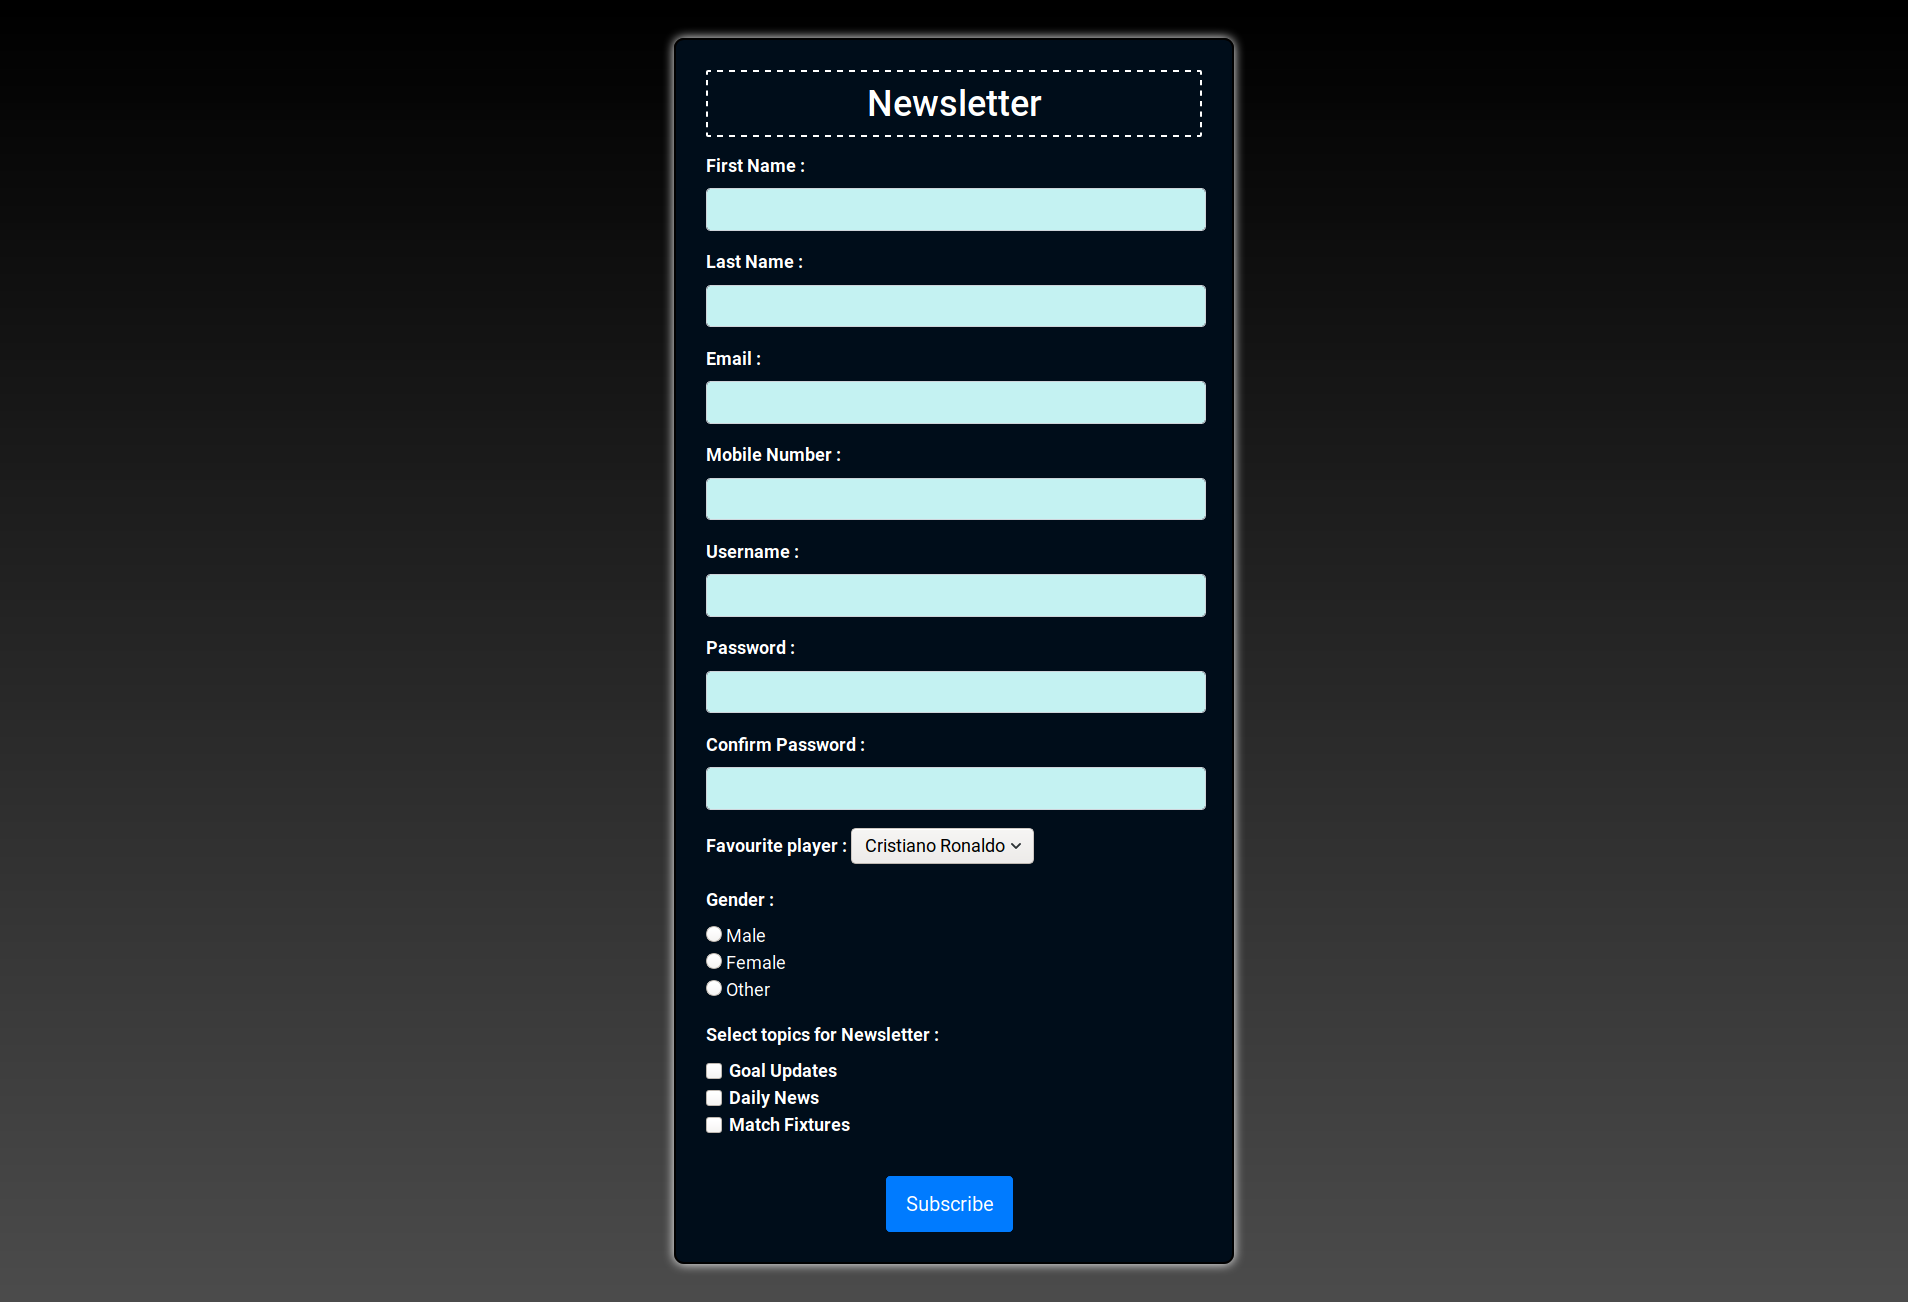 Newsletter
First Name :
Last Name :
Email :
Mobile Number :
Username :
Password :
Confirm Password :
Favourite player : Cristiano Ronaldo
Gender :
Male
Female
Other
Select topics for Newsletter :
Goal Updates
Daily News
Match Fixtures
Subscribe